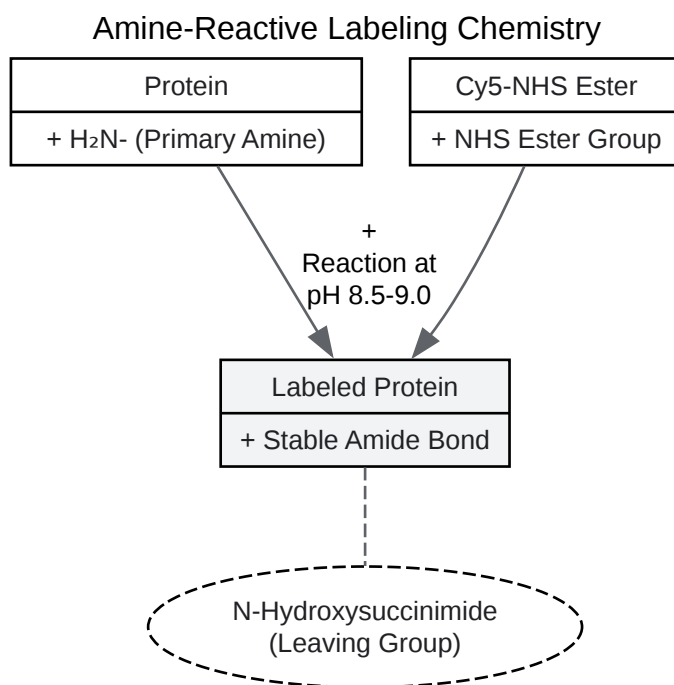 Amine-Reactive Labeling Chemistry
Protein
+ H₂N- (Primary Amine)
Cy5-NHS Ester
+ NHS Ester Group
+
Reaction at
pH 8.5-9.0
Labeled Protein
+ Stable Amide Bond
N-Hydroxysuccinimide
(Leaving Group)